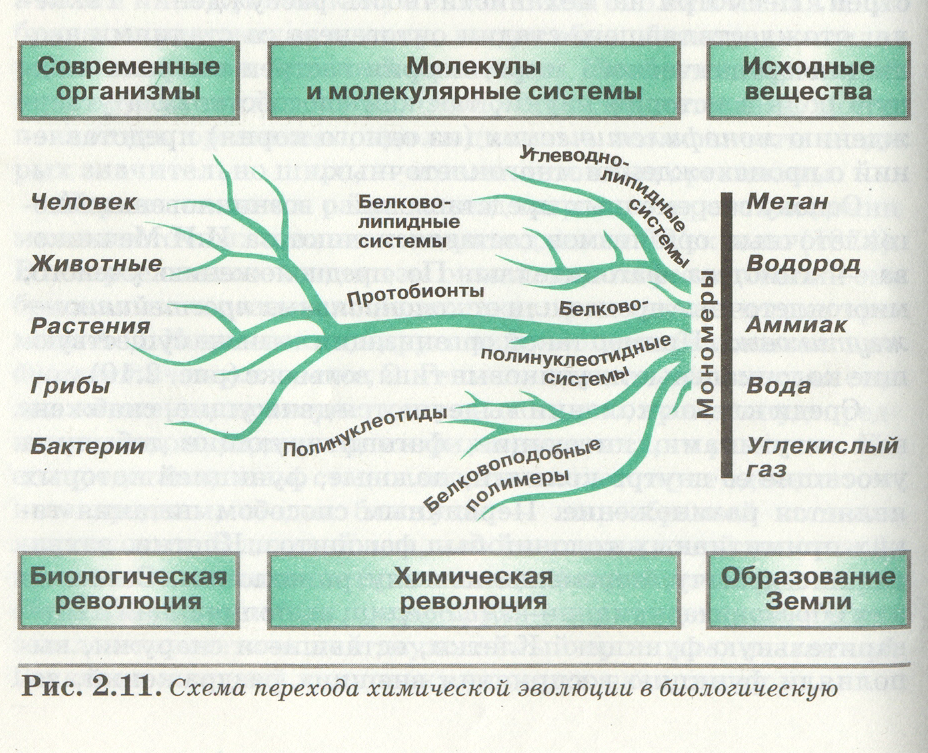 Современные
организмы
Молекулы
и молекулярные системы
Исходные
вещества
Человек
Животные
Растения
Грибы
Бактерии
Белково-
липидные
системы
Углеводно-
липидные
системы
Протобионты
Белково-
полинуклеотидные
системы
Полинуклеотиды
Белковоподобные
полимеры
Мономеры
Метан
Водород
Аммиак
Вода
Углекислый
газ
Биологическая
революция
Химическая
революция
Образование
Земли
Рис. 2.11. Схема перехода химической эволюции в биологическую